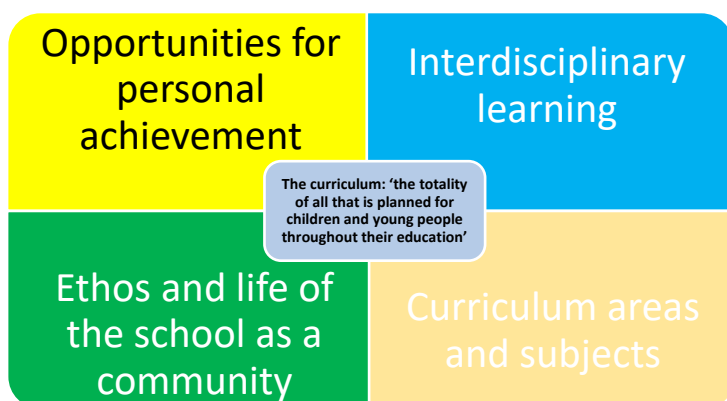 Opportunities for
personal
achievement
Interdisciplinary
learning
The curriculum: ‘the totality
of all that is planned for
children and young people
throughout their education’
Ethos and life of
the school as a
community
Curriculum areas
and subjects